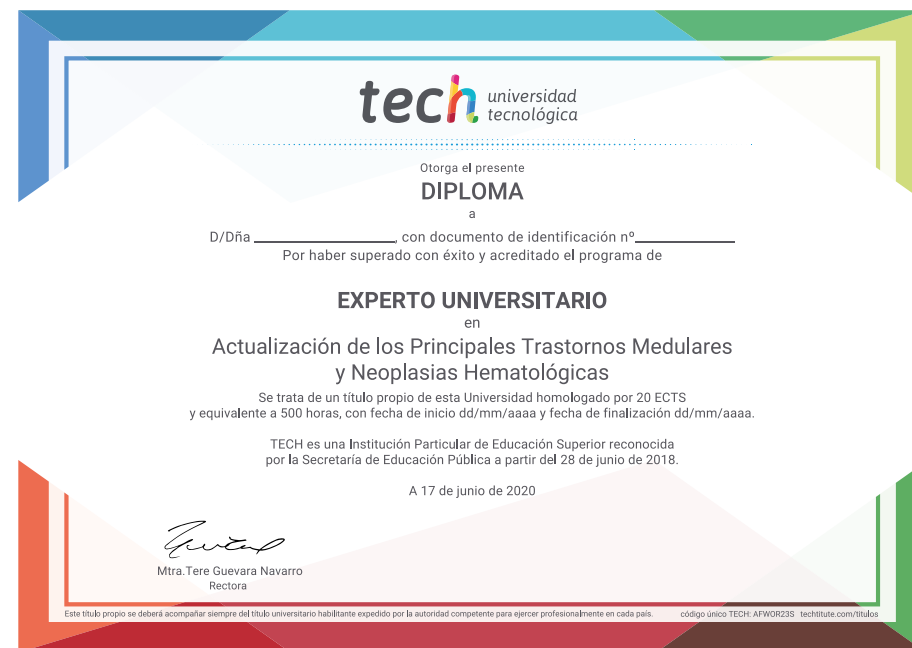 tech universidad
tecnológica
Otorga el presente
DIPLOMA
a
D/Dña ________________, con documento de identificación nº____________
Por haber superado con éxito y acreditado el programa de
EXPERTO UNIVERSITARIO
en
Actualización de los Principales Trastornos Medulares
y Neoplasias Hematológicas
Se trata de un título propio de esta Universidad homologado por 20 ECTS
y equivalente a 500 horas, con fecha de inicio dd/mm/aaaa y fecha de finalización dd/mm/aaaa.
TECH es una Institución Particular de Educación Superior reconocida
por la Secretaría de Educación Pública a partir del 28 de junio de 2018.
A 17 de junio de 2020
Mtra.Tere Guevara Navarro
Rectora
Este título propio se deberá acompañar siempre del título universitario habilitante expedido por la autoridad competente para ejercer profesionalmente en cada país. código único TECH: AFWOR23S techtitute.com/titulos